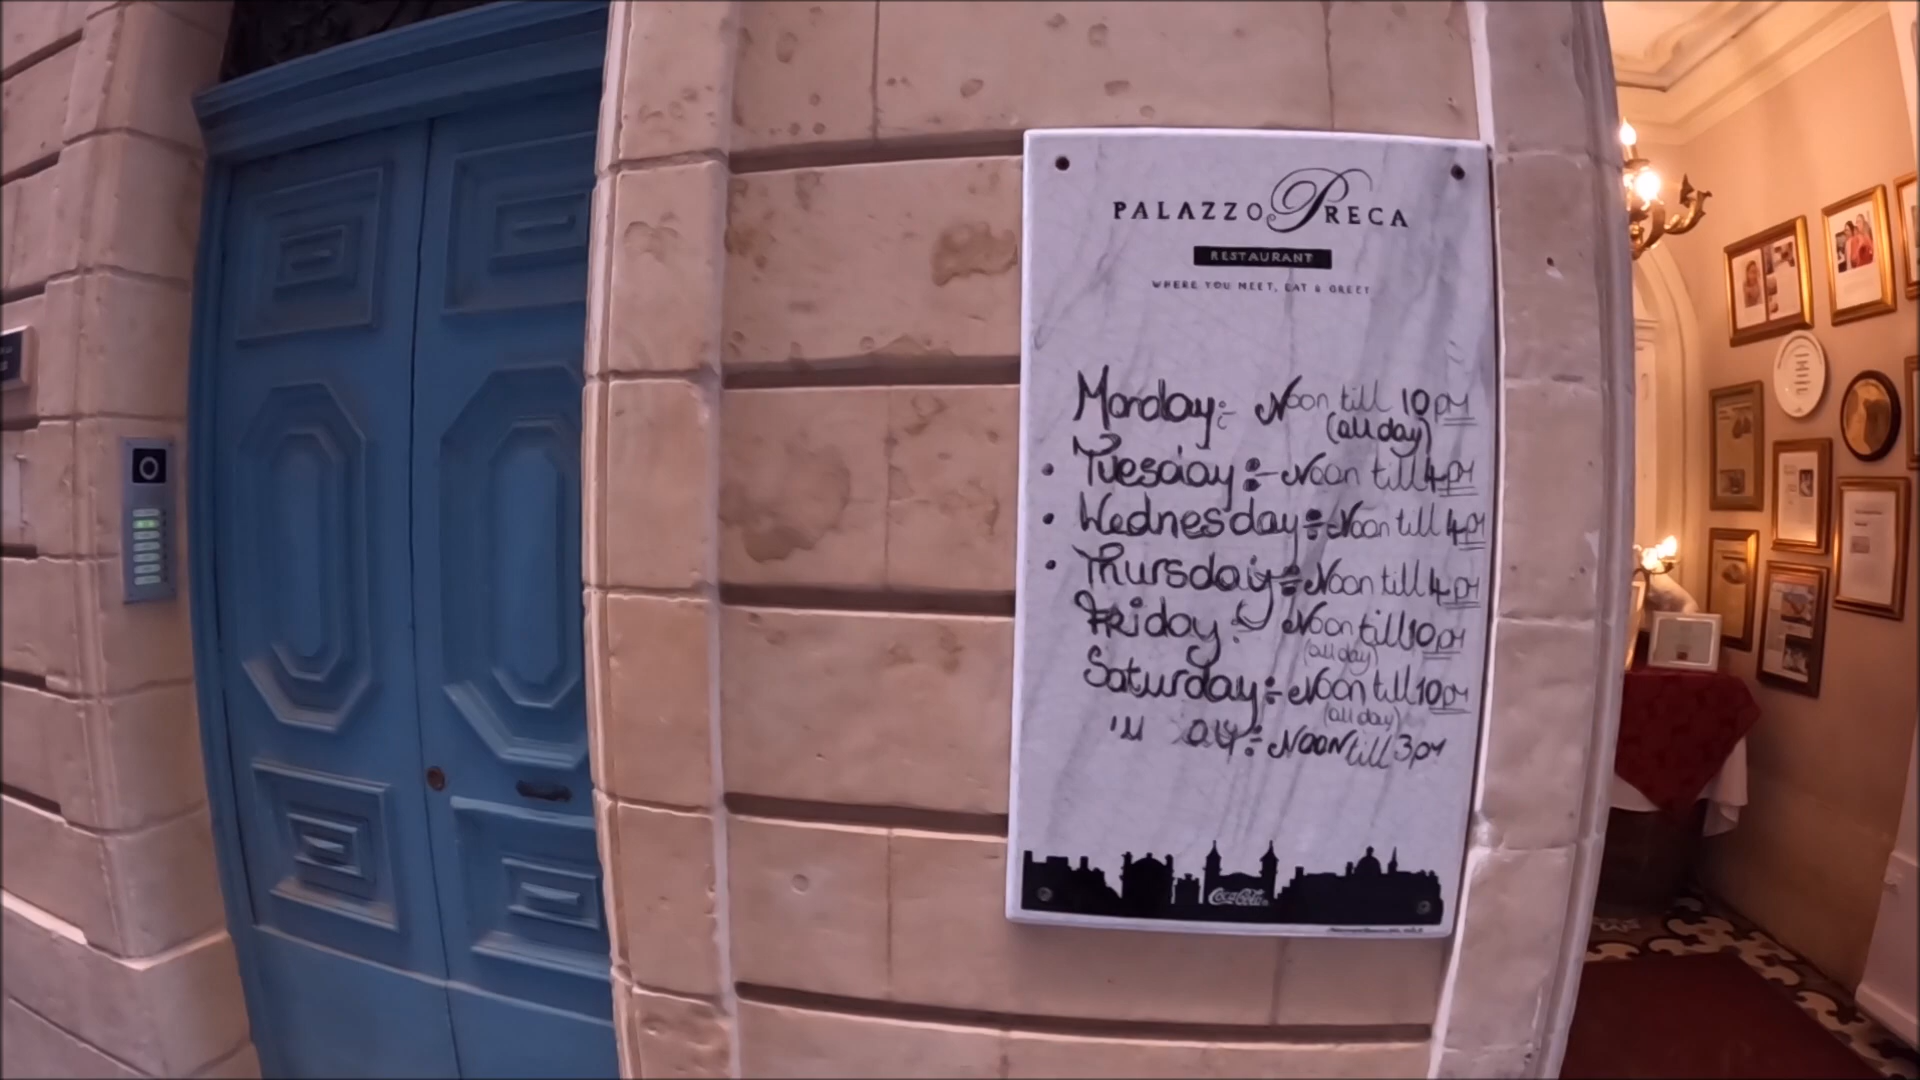 PALAZZO PRECA
RESTAURANT
WHERE YOU MEET, EAT & GREET
Monday:- Noon till 10pm
(all day)
• Tuesday:- Noon till 4pm
• Wednesday:- Noon till 4pm
• Thursday:- Noon till 4pm
Friday:- Noon till 10pm
(all day)
Saturday:- Noon till 10pm
(all day)
NOON till 3pm
Coca-Cola